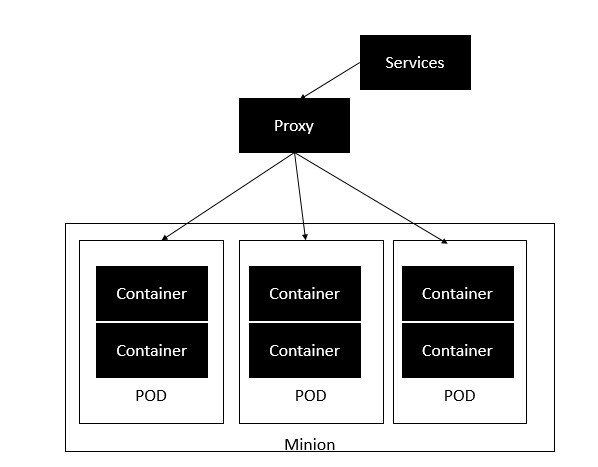 Services
Proxy
Container
Container
Container
Container
Container
Container
POD
POD
POD
Minion